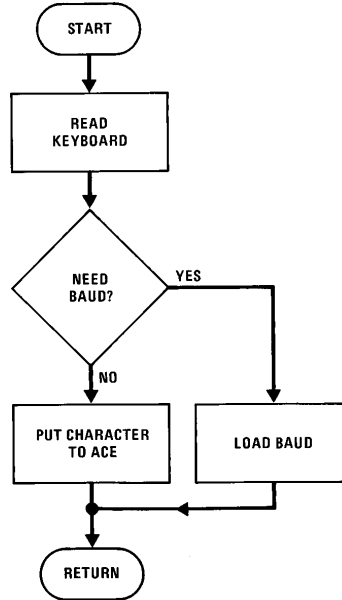 START
READ
KEYBOARD
NEED
BAUD?
YES
NO
PUT CHARACTER
TO ACE
LOAD BAUD
RETURN